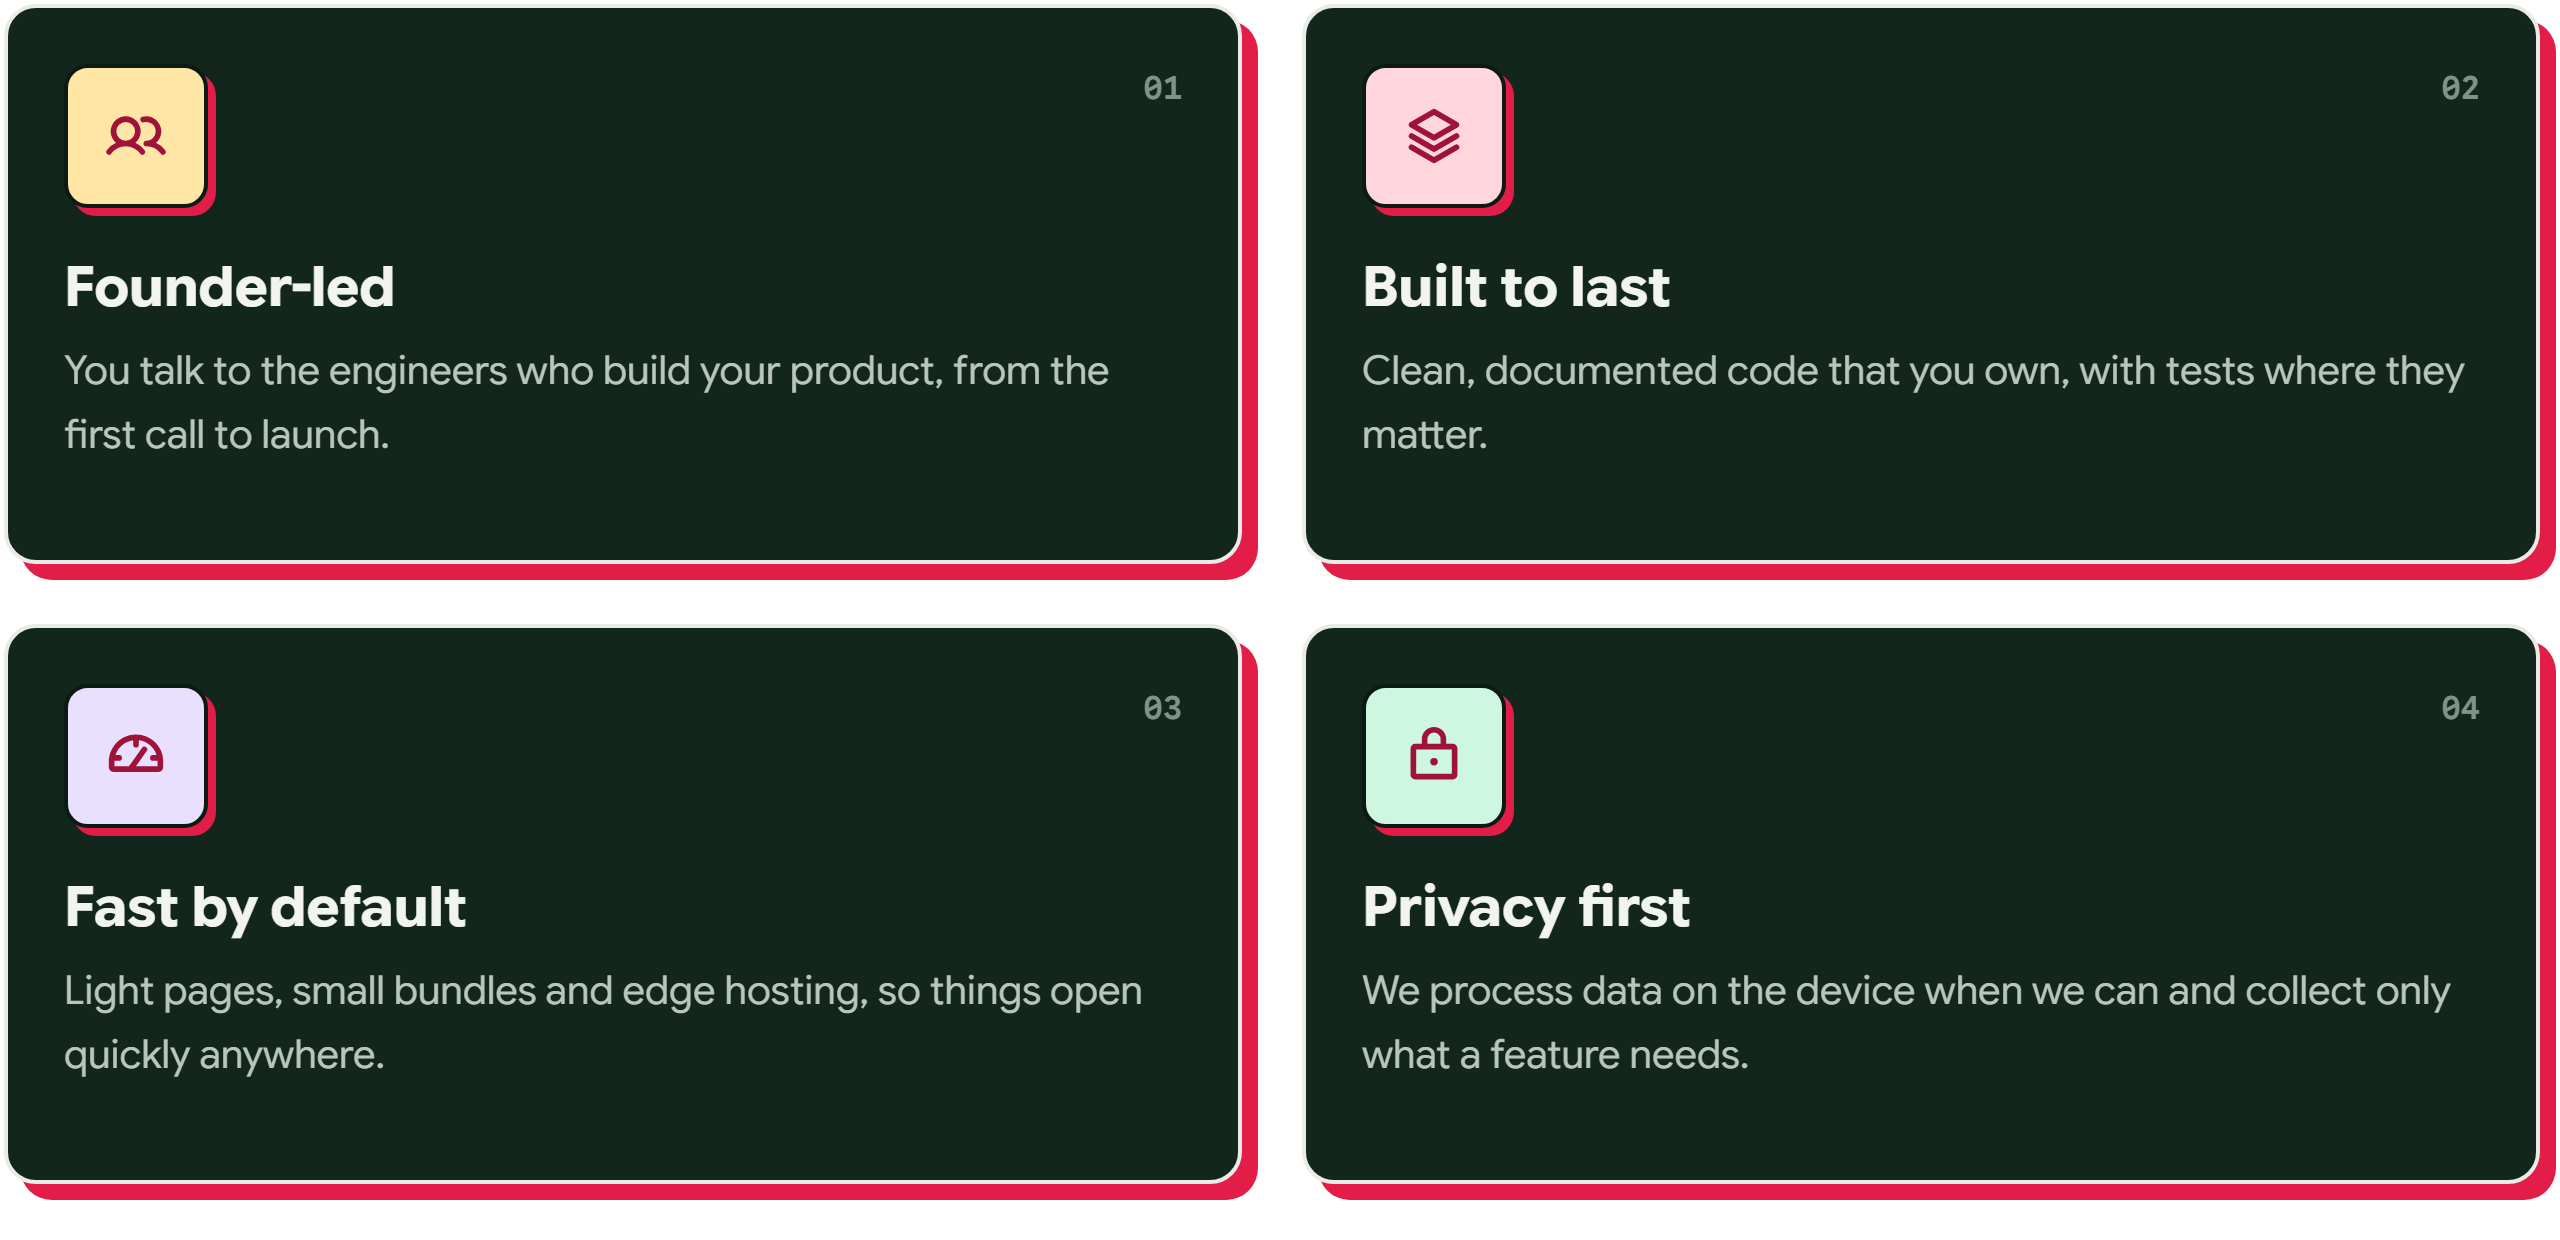 01
Founder-led
You talk to the engineers who build your product, from the
first call to launch.
02
Built to last
Clean, documented code that you own, with tests where they
matter.
03
Fast by default
Light pages, small bundles and edge hosting, so things open
quickly anywhere.
04
Privacy first
We process data on the device when we can and collect only
what a feature needs.